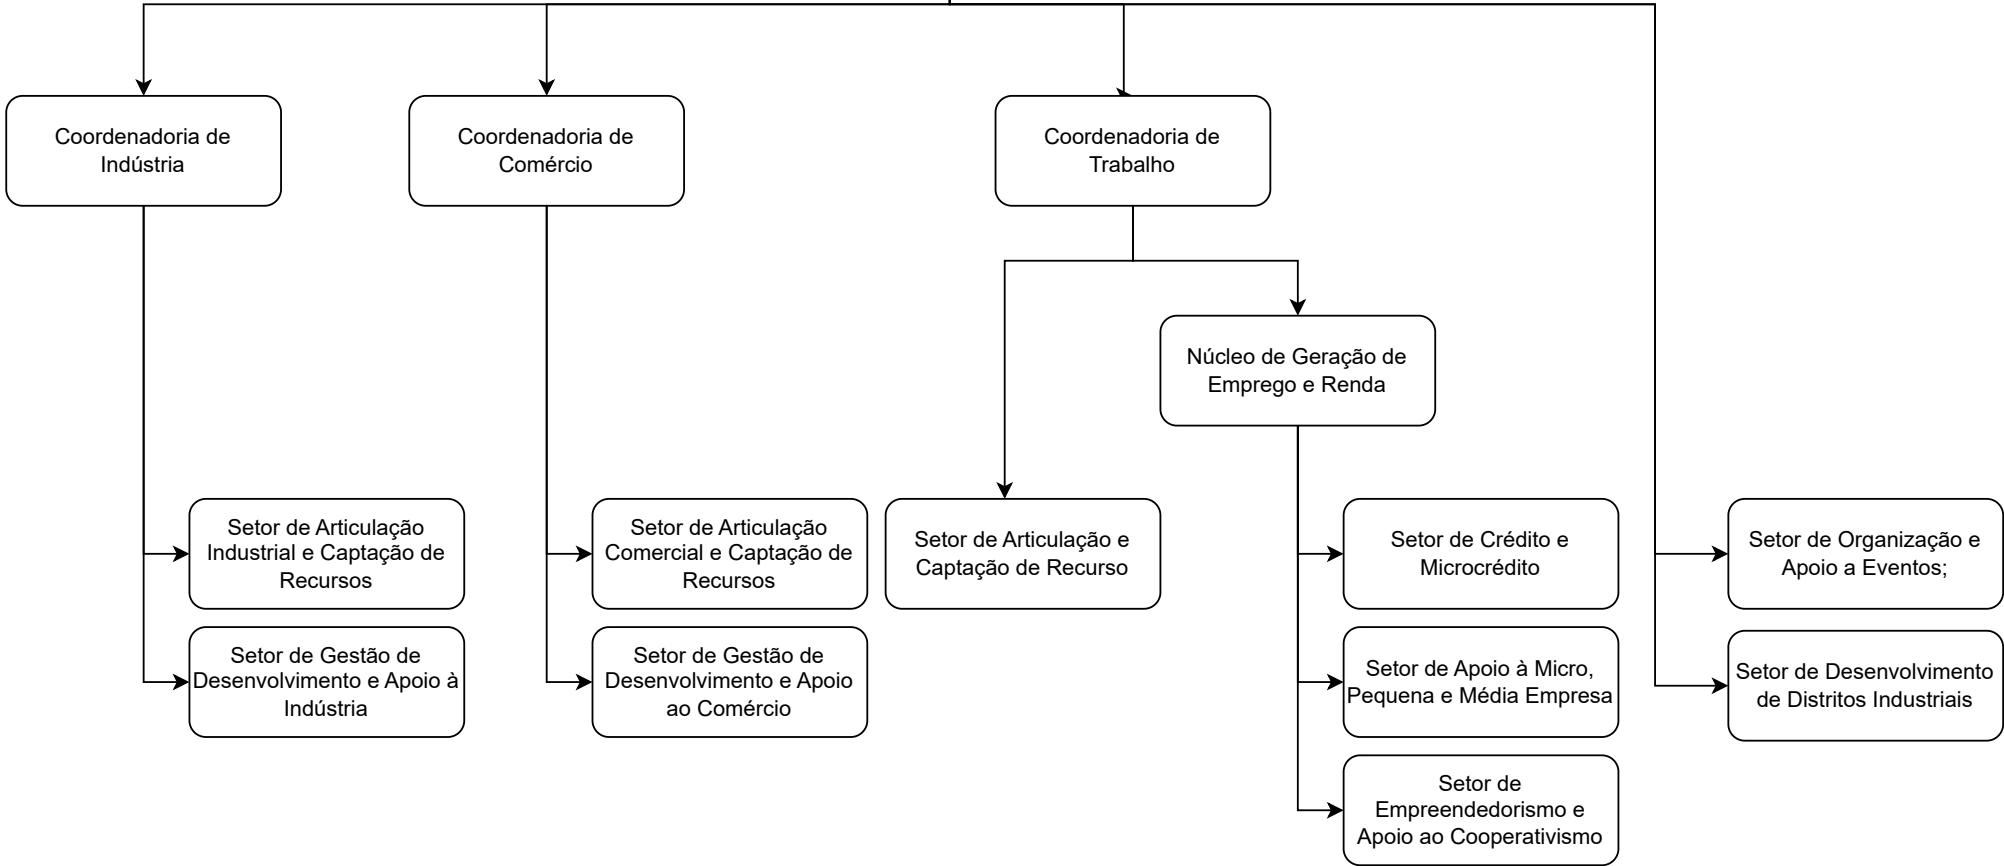 Coordenadoria de
Indústria
Coordenadoria de
Comércio
Coordenadoria de
Trabalho
Núcleo de Geração de
Emprego e Renda
Setor de Articulação
Industrial e Captação de
Recursos
Setor de Articulação
Comercial e Captação de
Recursos
Setor de Articulação e
Captação de Recurso
Setor de Crédito e
Microcrédito
Setor de Organização e
Apoio a Eventos;
Setor de Gestão de
Desenvolvimento e Apoio à
Indústria
Setor de Gestão de
Desenvolvimento e Apoio
ao Comércio
Setor de Apoio à Micro,
Pequena e Média Empresa
Setor de Desenvolvimento
de Distritos Industriais
Setor de
Empreendedorismo e
Apoio ao Cooperativismo